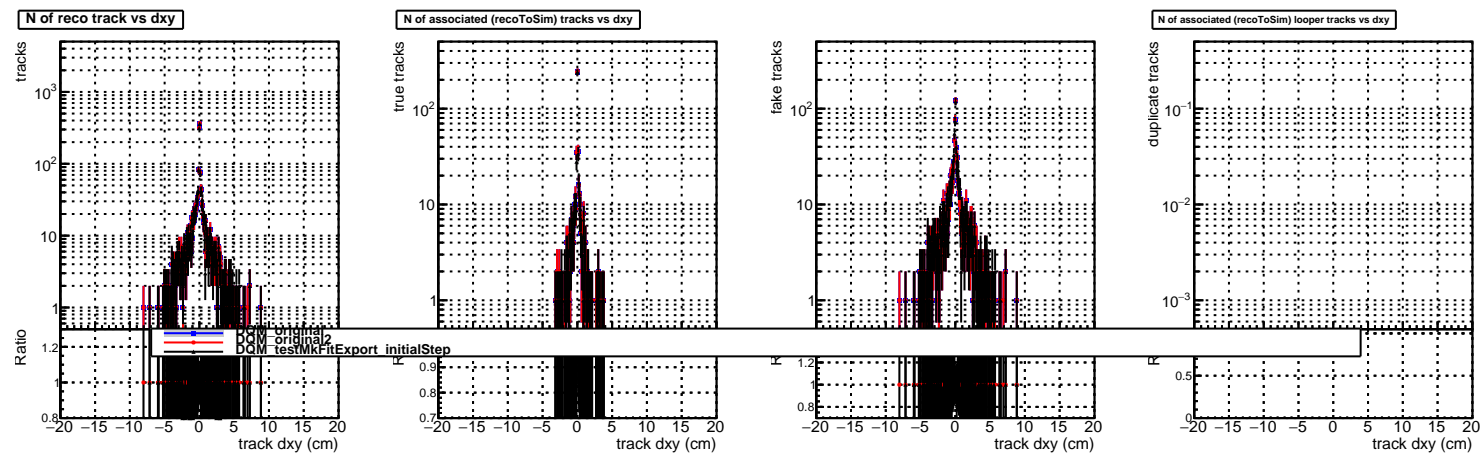 N of reco track vs dxy
tracks
10³
10²
10
1
Ratio
1.2
1
0.8
−20 −15 −10 −5 0 5 10 15 20
track dxy (cm)
N of associated (recoToSim) tracks vs dxy
true tracks
10²
10
1
0.9
0.8
0.7
−20 −15 −10 −5 0 5 10 15 20
track dxy (cm)
fake tracks
10²
10
1
1.2
1
0.8
−20 −15 −10 −5 0 5 10 15 20
track dxy (cm)
N of associated (recoToSim) looper tracks vs dxy
duplicate tracks
10⁻¹
10⁻²
10⁻³
0.5
0
−20 −15 −10 −5 0 5 10 15 20
track dxy (cm)
DQM_original
DQM_original2
DQM_testMkFitExport_initialStep